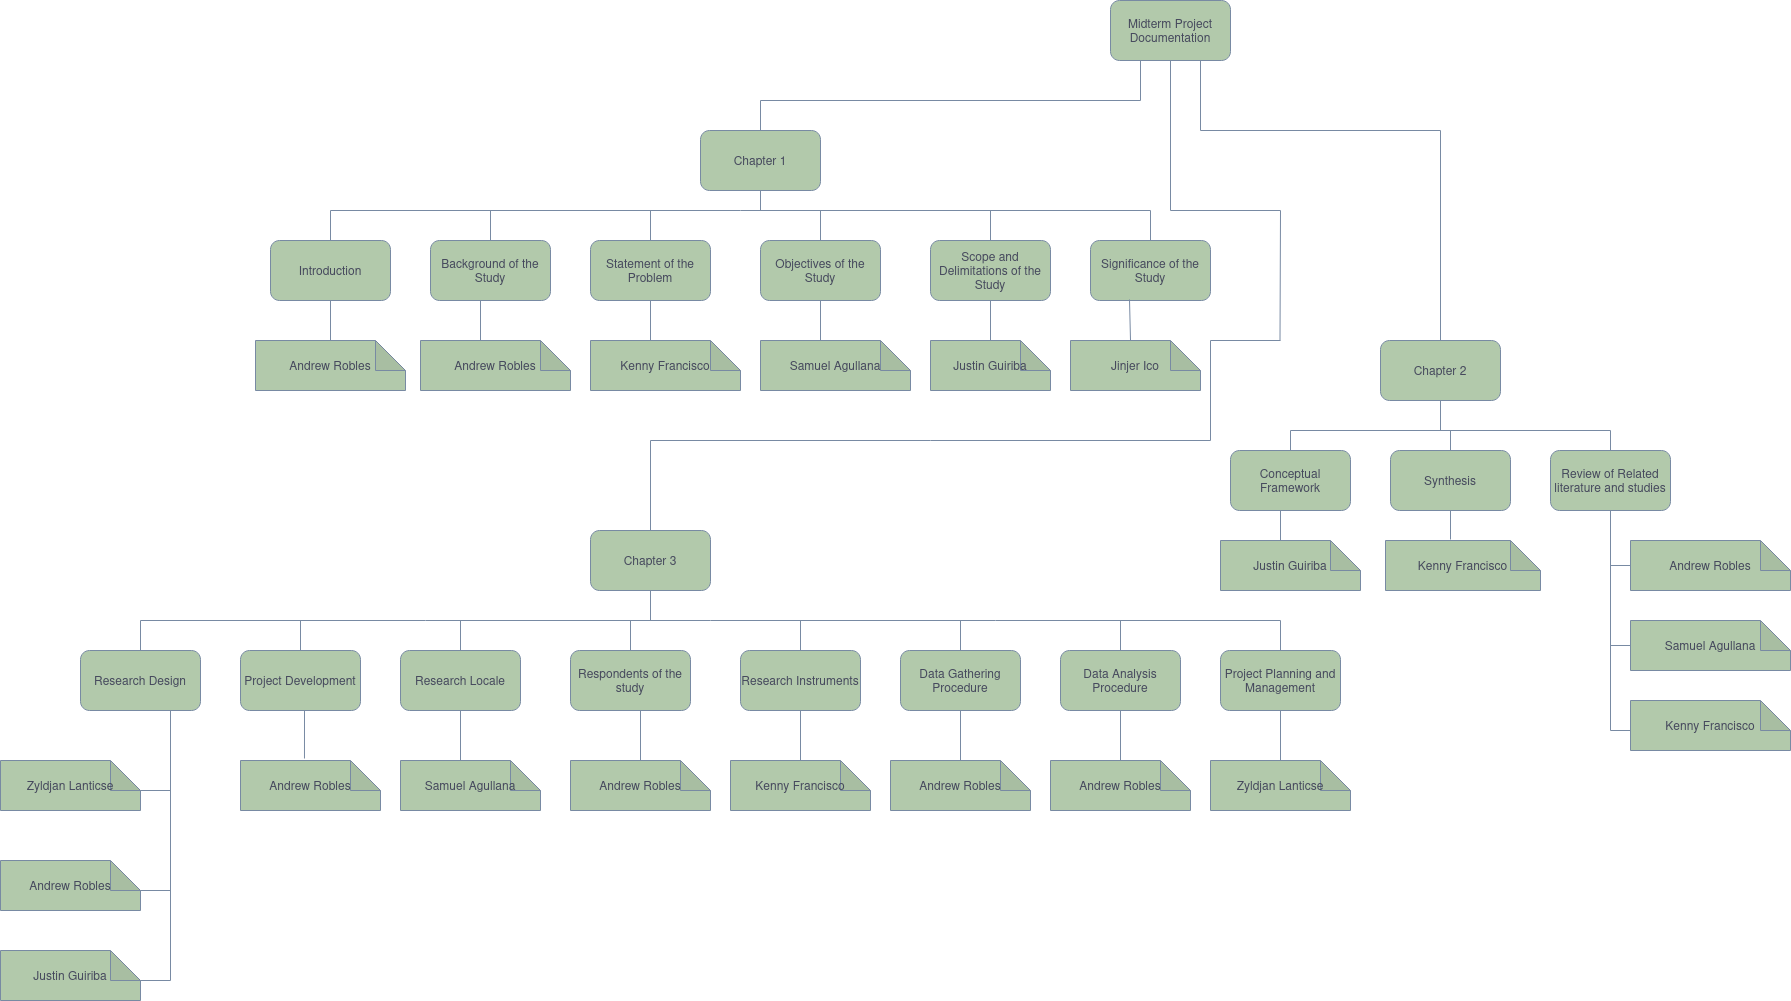 Midterm Project
Documentation
Chapter 1
Introduction
Background of the
Study
Statement of the
Problem
Objectives of the
Study
Scope and
Delimitations of the
Study
Significance of the
Study
Andrew Robles
Andrew Robles
Kenny Francisco
Samuel Agullana
Justin Guiriba
Jinjer Ico
Chapter 2
Conceptual
Framework
Synthesis
Review of Related
literature and studies
Justin Guiriba
Kenny Francisco
Andrew Robles
Samuel Agullana
Kenny Francisco
Chapter 3
Research Design
Project Development
Research Locale
Respondents of the
study
Research Instruments
Data Gathering
Procedure
Data Analysis
Procedure
Project Planning and
Management
Zyldjan Lanticse
Andrew Robles
Samuel Agullana
Andrew Robles
Kenny Francisco
Andrew Robles
Andrew Robles
Zyldjan Lanticse
Andrew Robles
Justin Guiriba